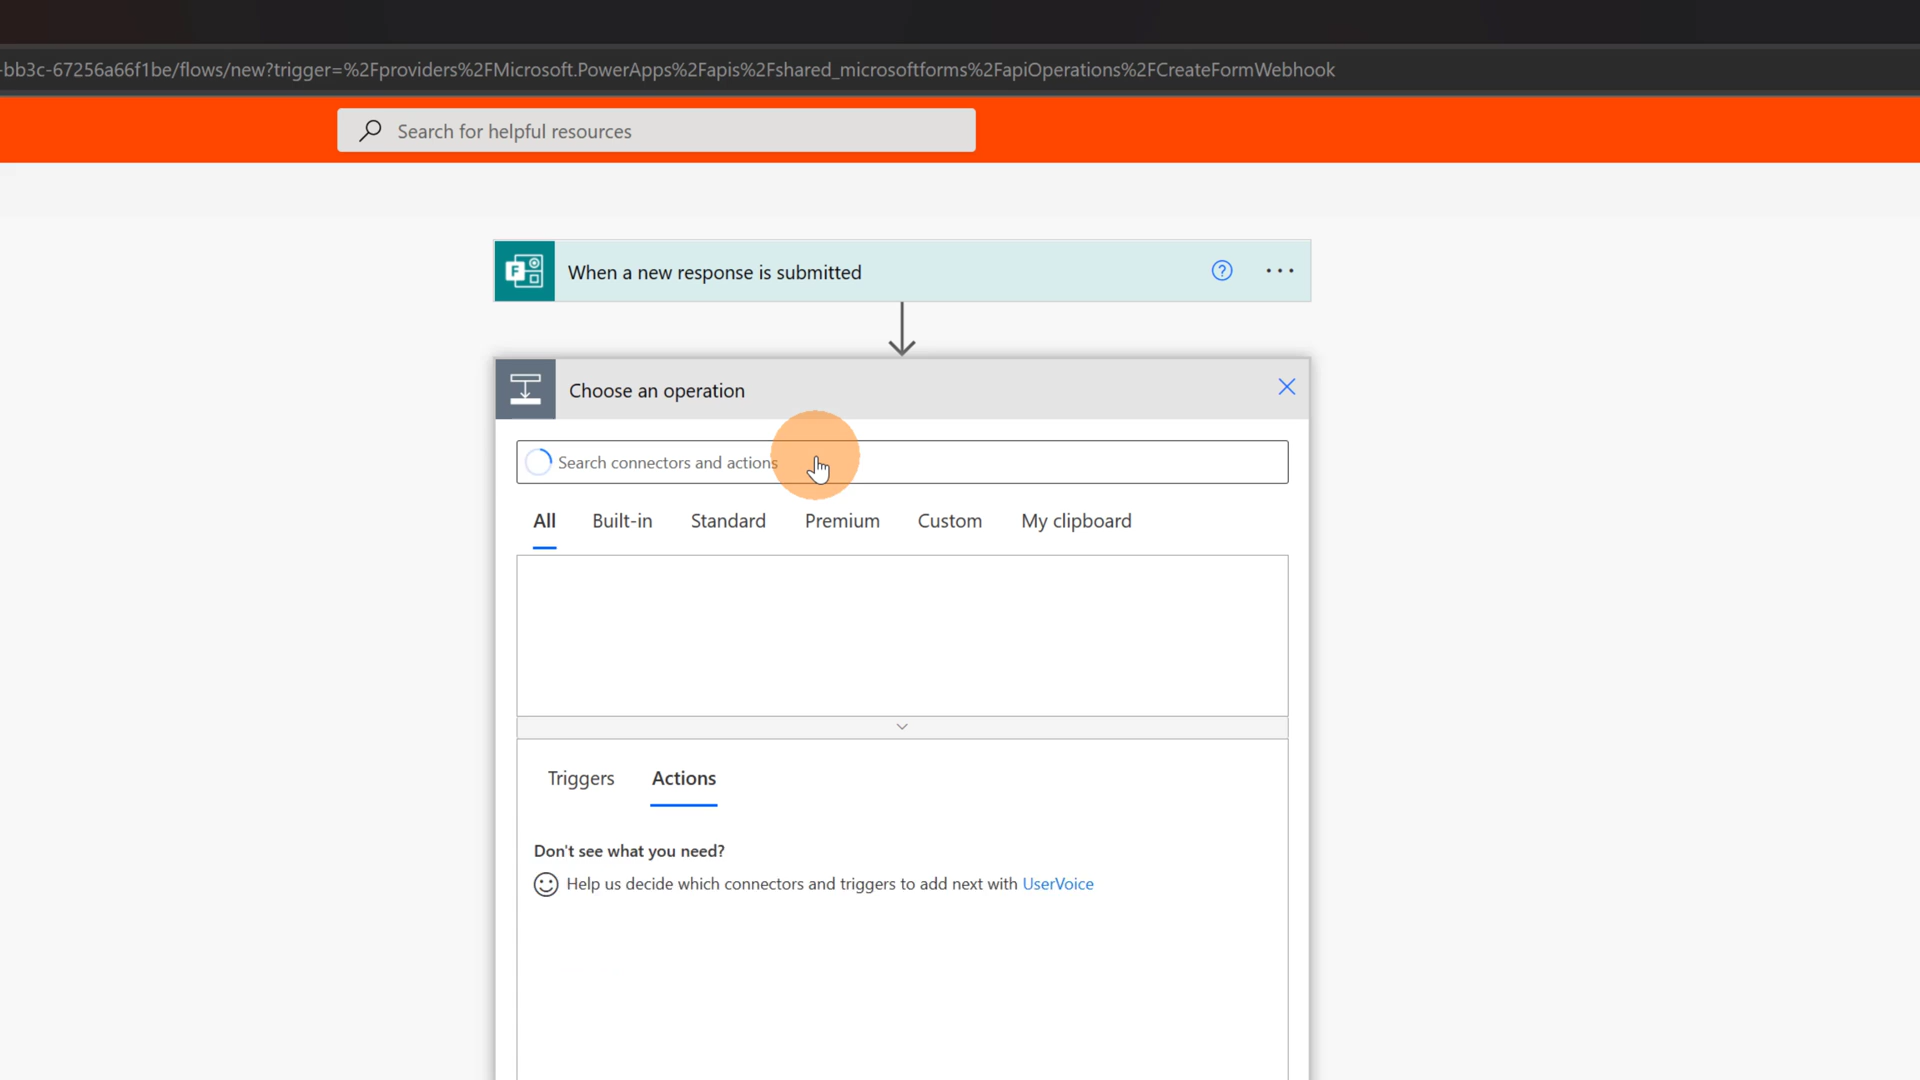 -bb3c-67256a66f1be/flows/new?trigger=%2Fproviders%2FMicrosoft.PowerApps%2Fapis%2Fshared_microsoftforms%2FapiOperations%2FCreateFormWebhook
Search for helpful resources
When a new response is submitted
Choose an operation
Search connectors and actions
All Built-in Standard Premium Custom My clipboard
Triggers Actions
Don't see what you need?
Help us decide which connectors and triggers to add next with UserVoice